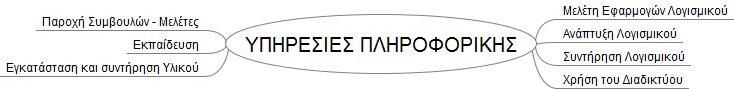 Παροχή Συμβουλών - Μελέτες
Εκπαίδευση
Εγκατάσταση και συντήρηση Υλικού
ΥΠΗΡΕΣΙΕΣ ΠΛΗΡΟΦΟΡΙΚΗΣ
Μελέτη Εφαρμογών Λογισμικού
Ανάπτυξη Λογισμικού
Συντήρηση Λογισμικού
Χρήση του Διαδικτύου